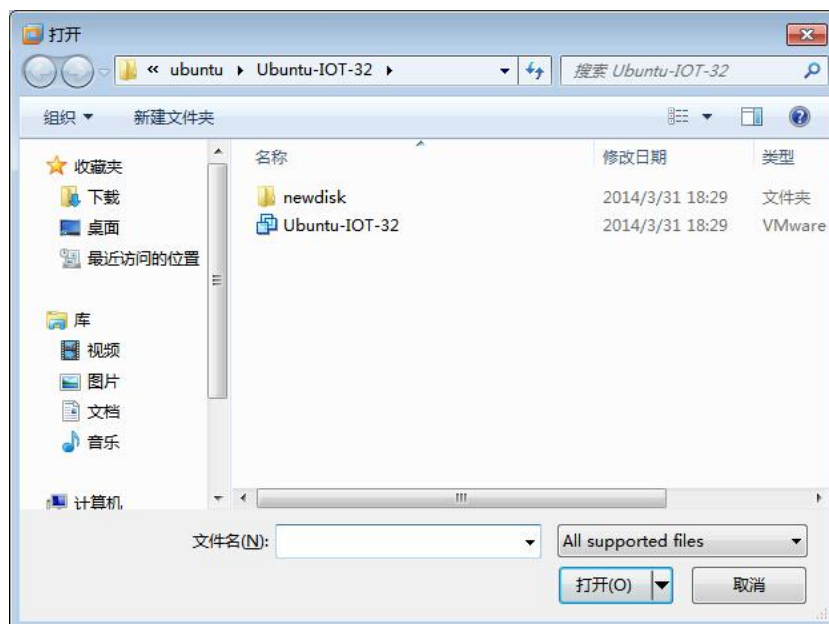 打开
« ubuntu ▸ Ubuntu-IOT-32 ▸
搜索 Ubuntu-IOT-32
组织 新建文件夹
名称 修改日期 类型
收藏夹
下载
桌面
最近访问的位置
库
视频
图片
文档
音乐
计算机
newdisk 2014/3/31 18:29 文件夹
Ubuntu-IOT-32 2014/3/31 18:29 VMware
文件名(N):
All supported files
打开(O) 取消